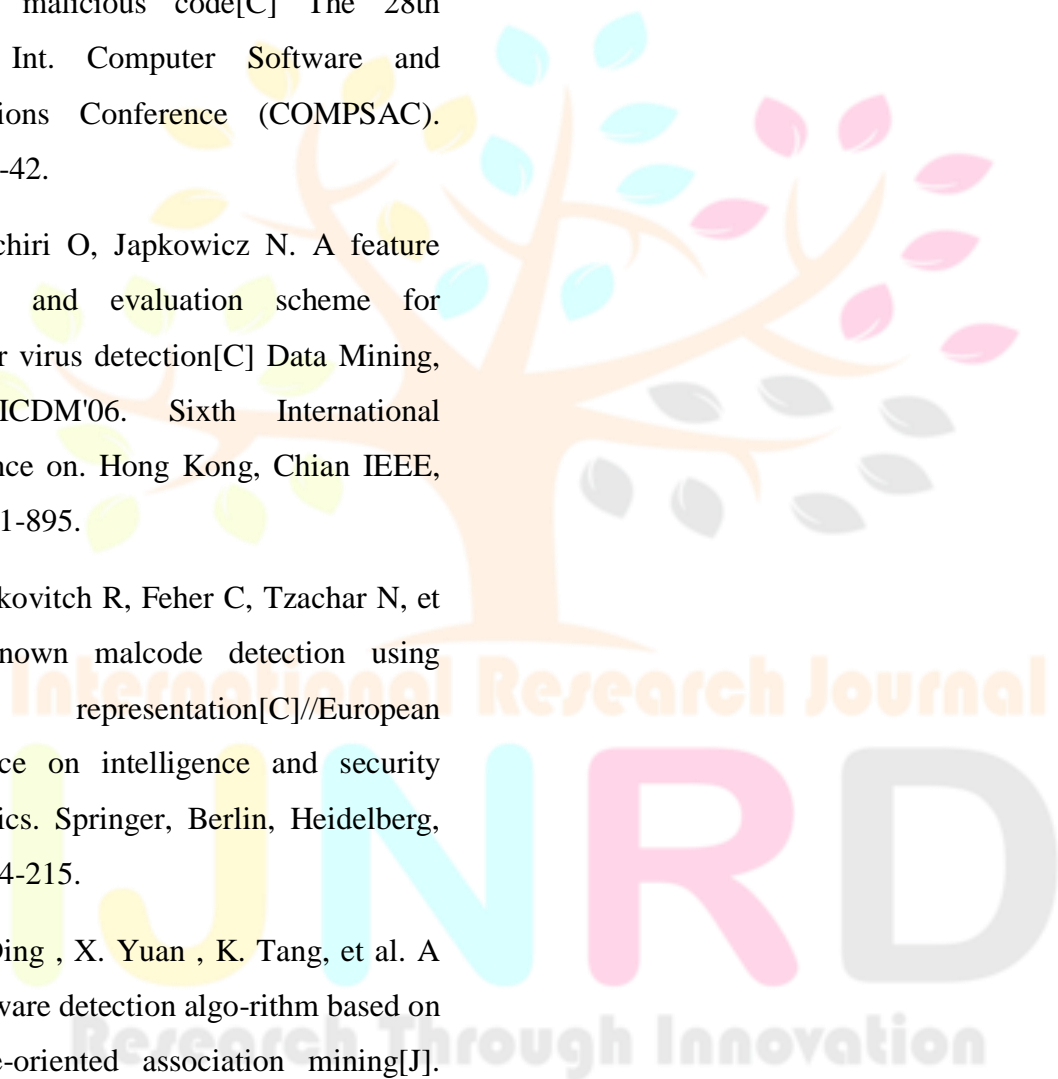 malicious code[C] The 28th
Int. Computer Software and
ions Conference (COMPSAC).
-42.
chiri O, Japkowicz N. A feature
and evaluation scheme for
r virus detection[C] Data Mining,
ICDM'06. Sixth International
nce on. Hong Kong, Chian IEEE,
1-895.
kovitch R, Feher C, Tzachar N, et
nown malcode detection using
representation[C]//European
ce on intelligence and security
ics. Springer, Berlin, Heidelberg,
4-215.
Ding , X. Yuan , K. Tang, et al. A
ware detection algo-rithm based on
e-oriented association mining[J].
International Research Journal
IJNRD
Research Through Innovation